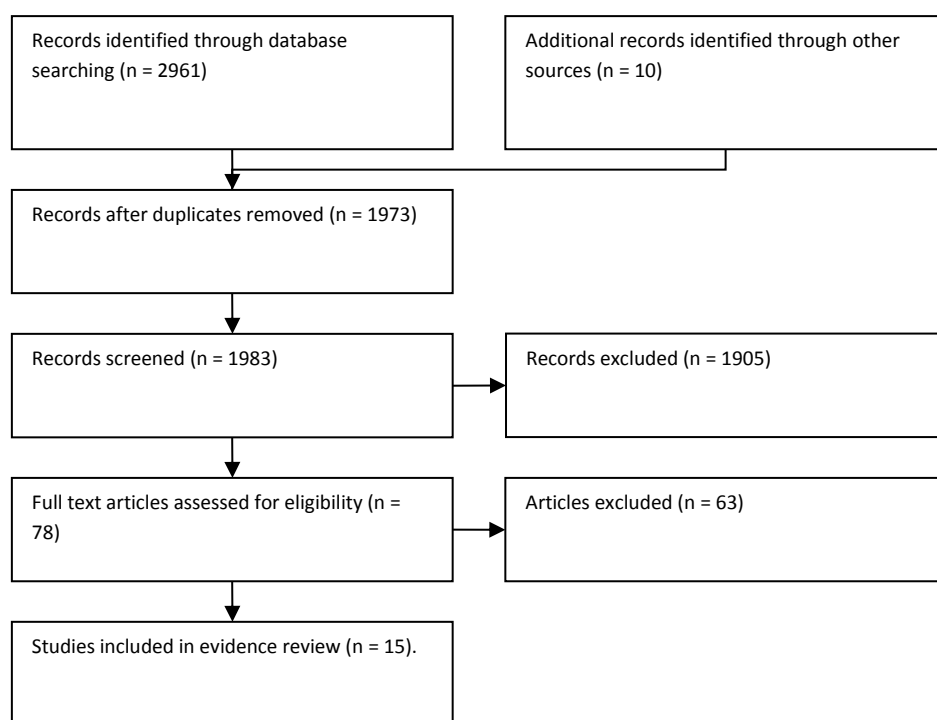 Records identified through database
searching (n = 2961)
Additional records identified through other
sources (n = 10)
Records after duplicates removed (n = 1973)
Records screened (n = 1983)
Records excluded (n = 1905)
Full text articles assessed for eligibility (n =
78)
Articles excluded (n = 63)
Studies included in evidence review (n = 15).